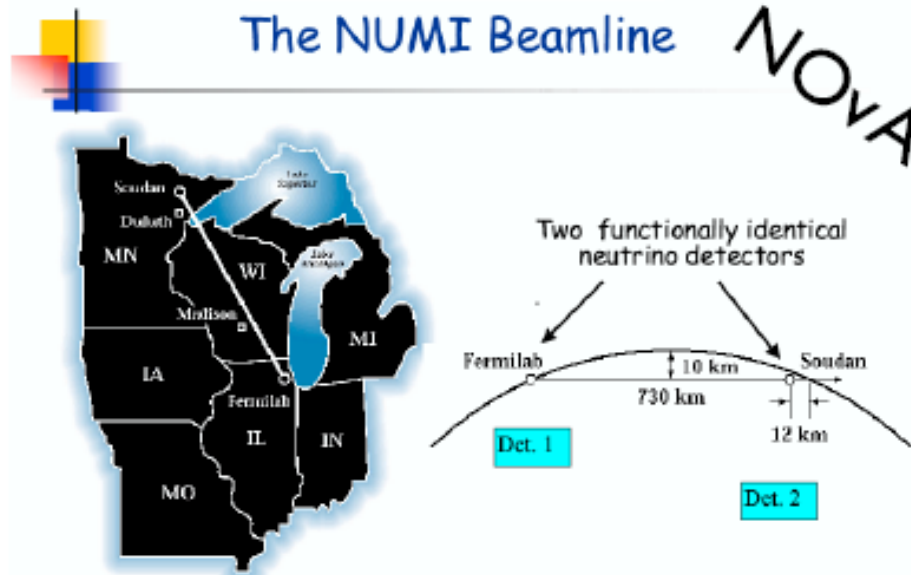 The NUMI Beamline
NOνA
Lake
Superior
Soudan
Duluth
MN
WI
Lake
Michigan
Madison
MI
IA
Fermilab
IL
IN
MO
Two functionally identical
neutrino detectors
Fermilab
Soudan
10 km
730 km
12 km
Det. 1
Det. 2